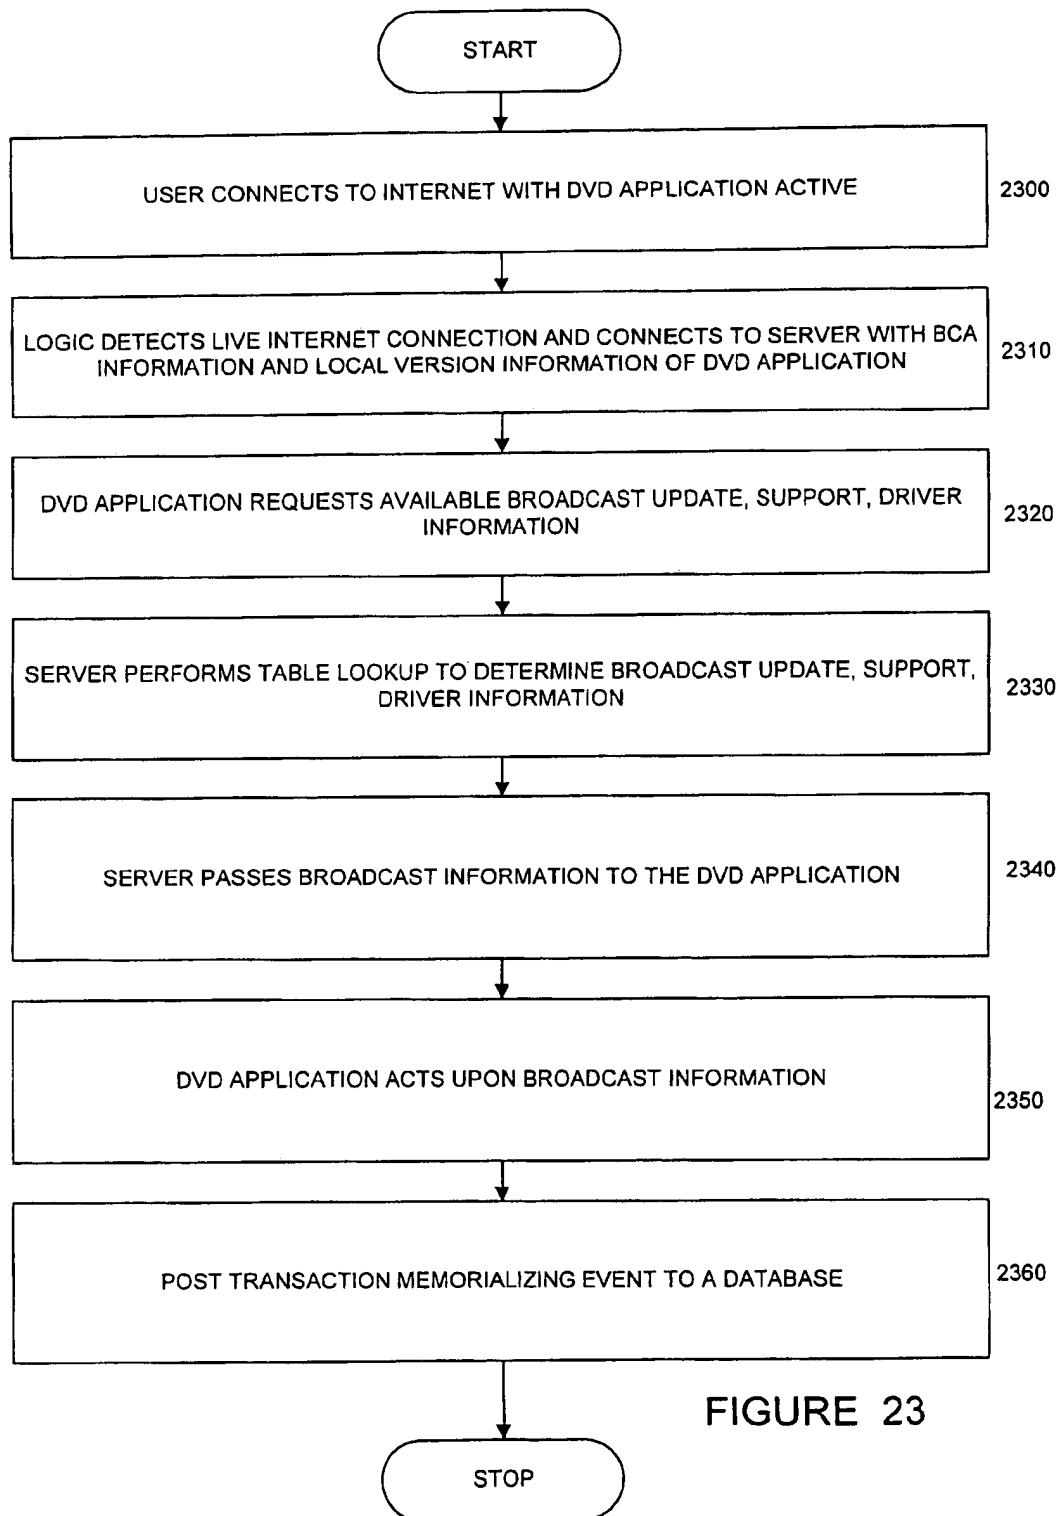 START
USER CONNECTS TO INTERNET WITH DVD APPLICATION ACTIVE
2300
LOGIC DETECTS LIVE INTERNET CONNECTION AND CONNECTS TO SERVER WITH BCA
INFORMATION AND LOCAL VERSION INFORMATION OF DVD APPLICATION
2310
DVD APPLICATION REQUESTS AVAILABLE BROADCAST UPDATE, SUPPORT, DRIVER
INFORMATION
2320
SERVER PERFORMS TABLE LOOKUP TO DETERMINE BROADCAST UPDATE, SUPPORT,
DRIVER INFORMATION
2330
SERVER PASSES BROADCAST INFORMATION TO THE DVD APPLICATION
2340
DVD APPLICATION ACTS UPON BROADCAST INFORMATION
2350
POST TRANSACTION MEMORIALIZING EVENT TO A DATABASE
2360
FIGURE 23
STOP